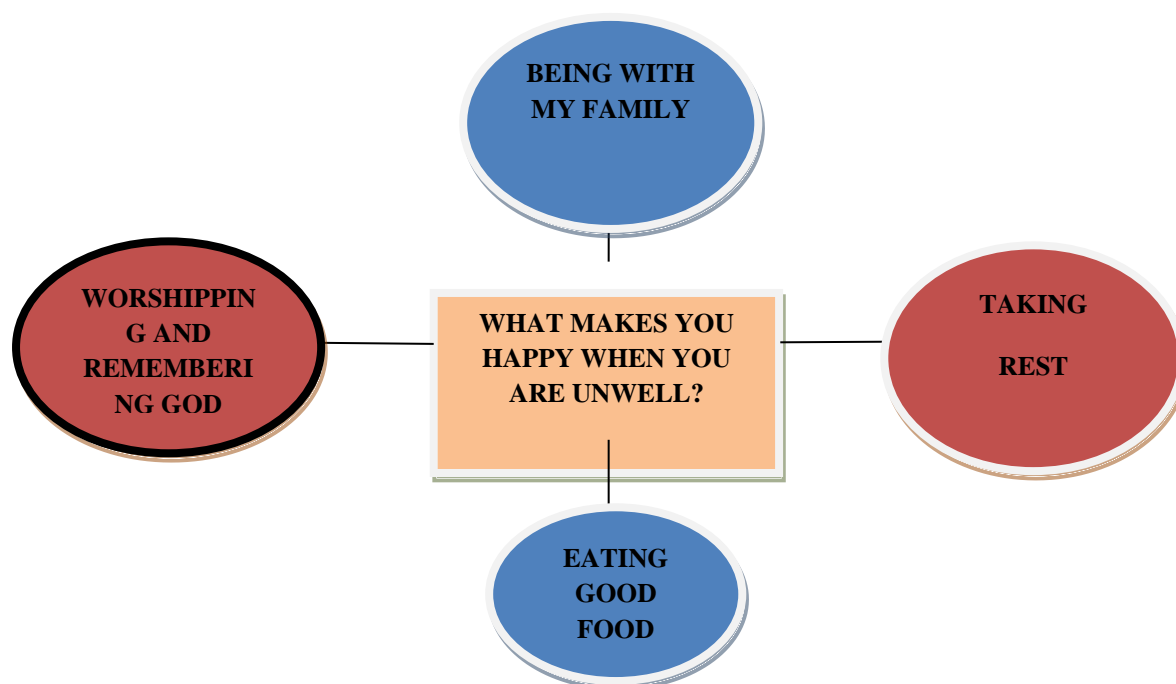 BEING WITH
MY FAMILY
WORSHIPPIN
G AND
REMEMBERI
NG GOD
WHAT MAKES YOU
HAPPY WHEN YOU
ARE UNWELL?
TAKING
REST
EATING
GOOD
FOOD